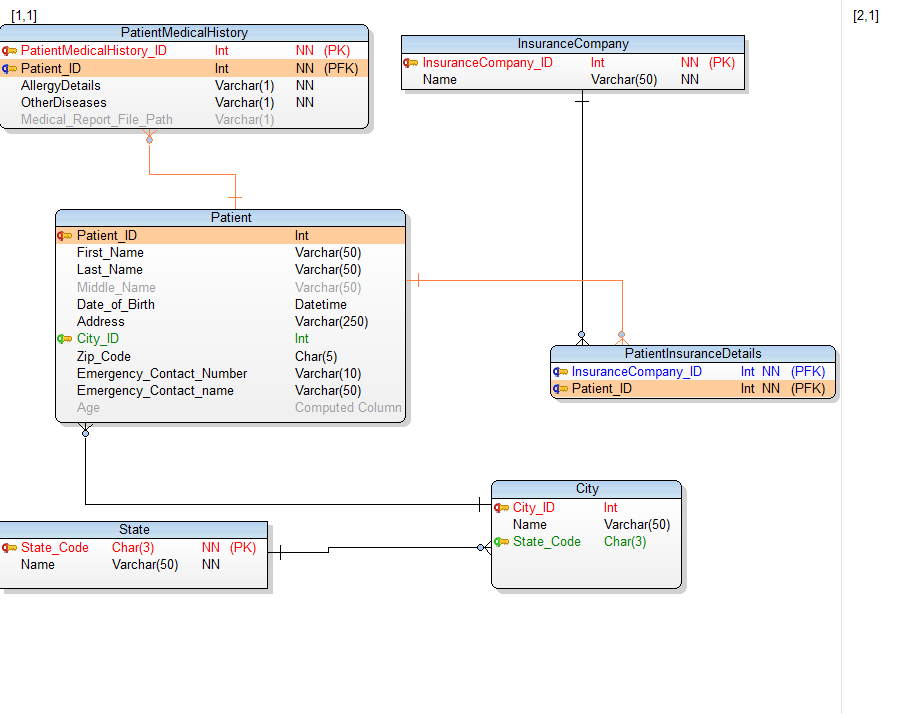 [1,1]
[2,1]
PatientMedicalHistory
PatientMedicalHistory_ID Int NN (PK)
Patient_ID Int NN (PFK)
AllergyDetails Varchar(1) NN
OtherDiseases Varchar(1) NN
Medical_Report_File_Path Varchar(1)
InsuranceCompany
InsuranceCompany_ID Int NN (PK)
Name Varchar(50) NN
Patient
Patient_ID Int
First_Name Varchar(50)
Last_Name Varchar(50)
Middle_Name Varchar(50)
Date_of_Birth Datetime
Address Varchar(250)
City_ID Int
Zip_Code Char(5)
Emergency_Contact_Number Varchar(10)
Emergency_Contact_name Varchar(50)
Age Computed Column
PatientInsuranceDetails
InsuranceCompany_ID Int NN (PFK)
Patient_ID Int NN (PFK)
City
City_ID Int
Name Varchar(50)
State_Code Char(3)
State
State_Code Char(3) NN (PK)
Name Varchar(50) NN